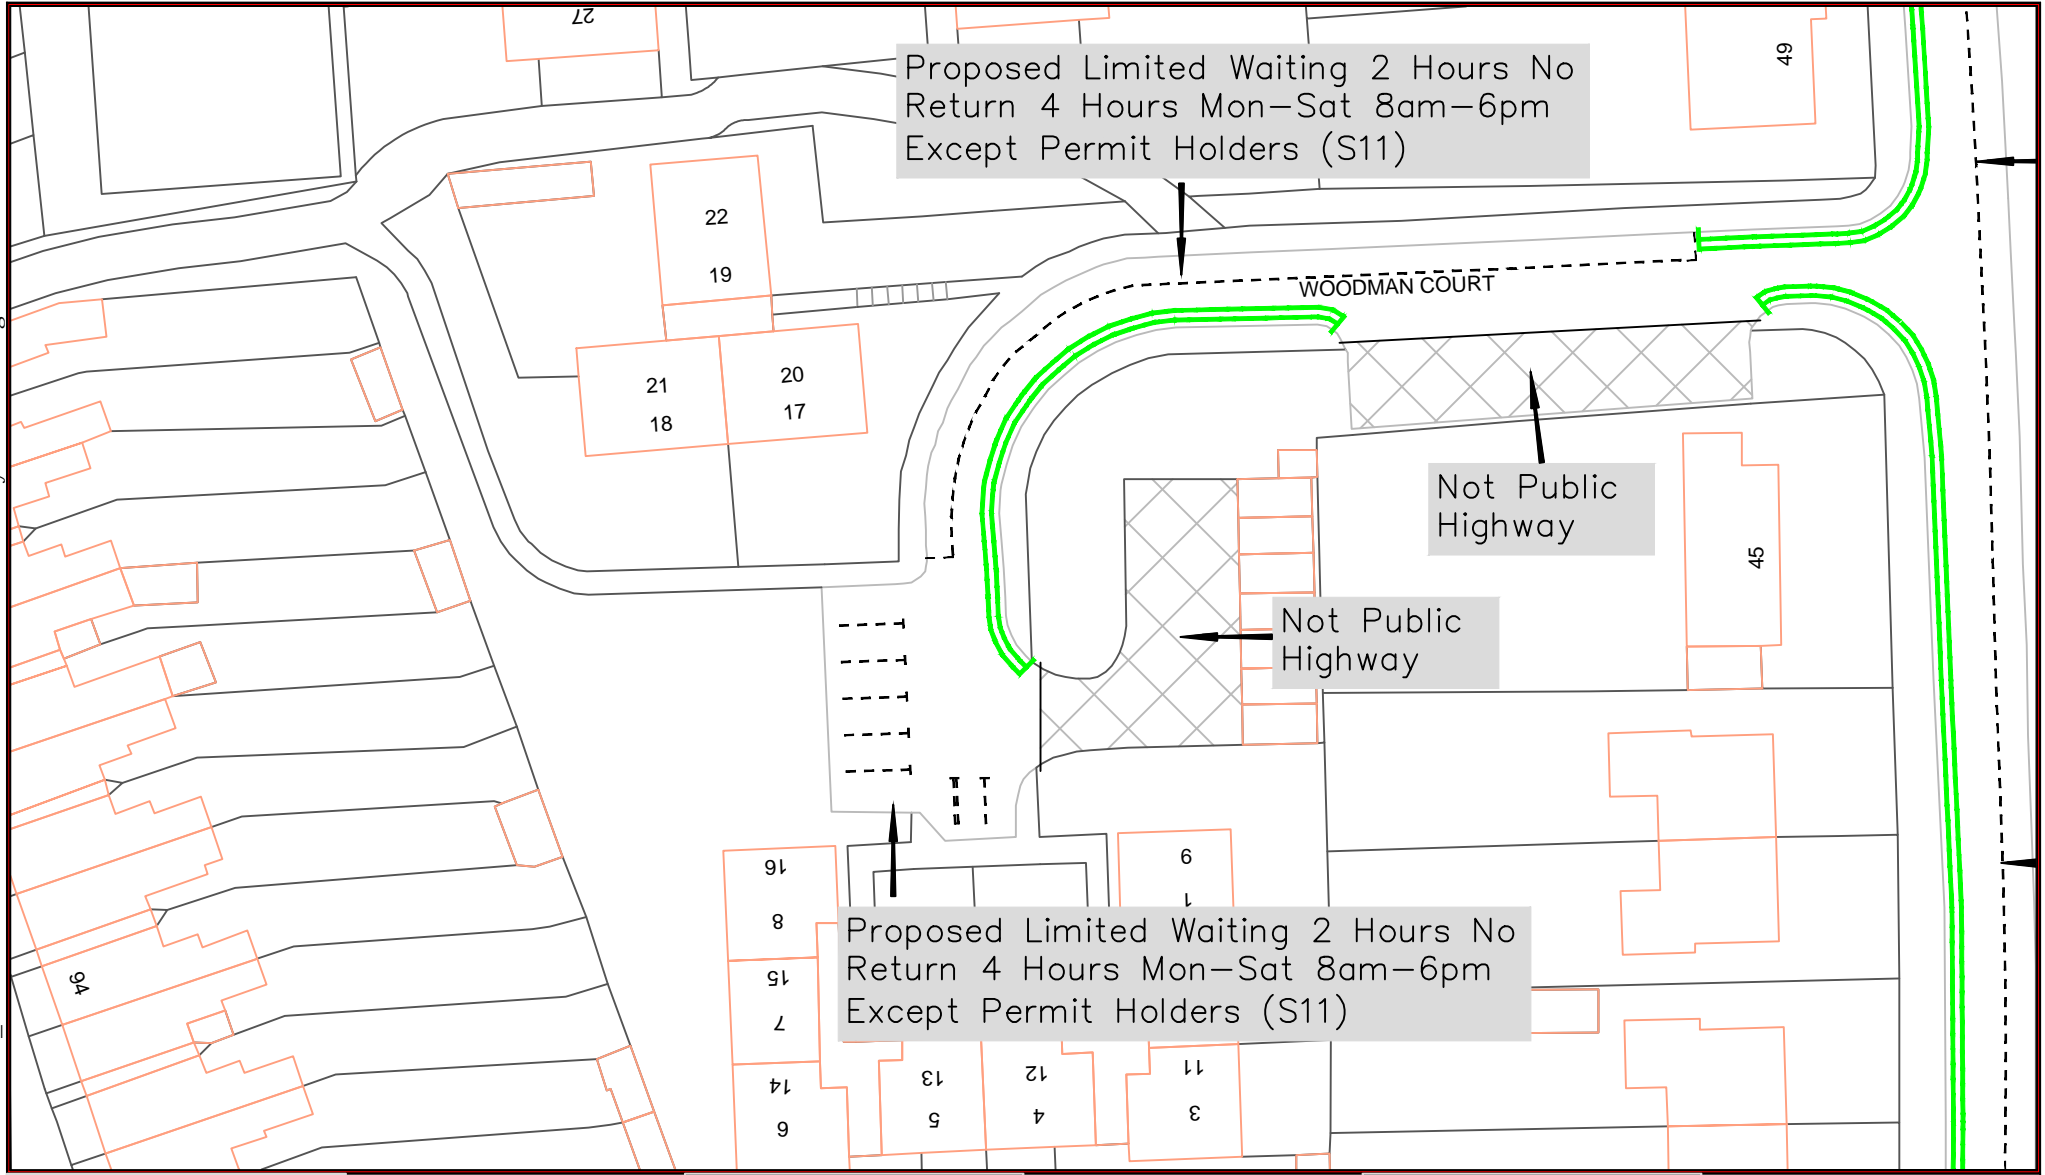 27
Proposed Limited Waiting 2 Hours No
Return 4 Hours Mon-Sat 8am-6pm
Except Permit Holders (S11)
49
22
19
WOODMAN COURT
21
18
20
17
Not Public
Highway
45
Not Public
Highway
16
8
9
1
Proposed Limited Waiting 2 Hours No
Return 4 Hours Mon-Sat 8am-6pm
Except Permit Holders (S11)
15
7
94
14
6
13
5
12
4
11
3